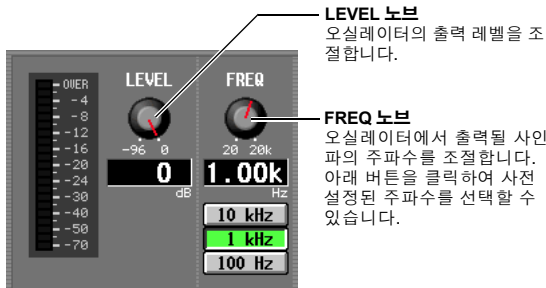 LEVEL 노브
오실레이터의 출력 레벨을 조
절합니다.
FREQ 노브
오실레이터에서 출력될 사인
파의 주파수를 조절합니다.
아래 버튼을 클릭하여 사전
설정된 주파수를 선택할 수
있습니다.
OVER
-4
-8
-12
-16
-20
-24
-30
-40
-50
-70
LEVEL
-96 0
0
dB
FREQ
20 20k
1.00k
Hz
10 kHz
1 kHz
100 Hz